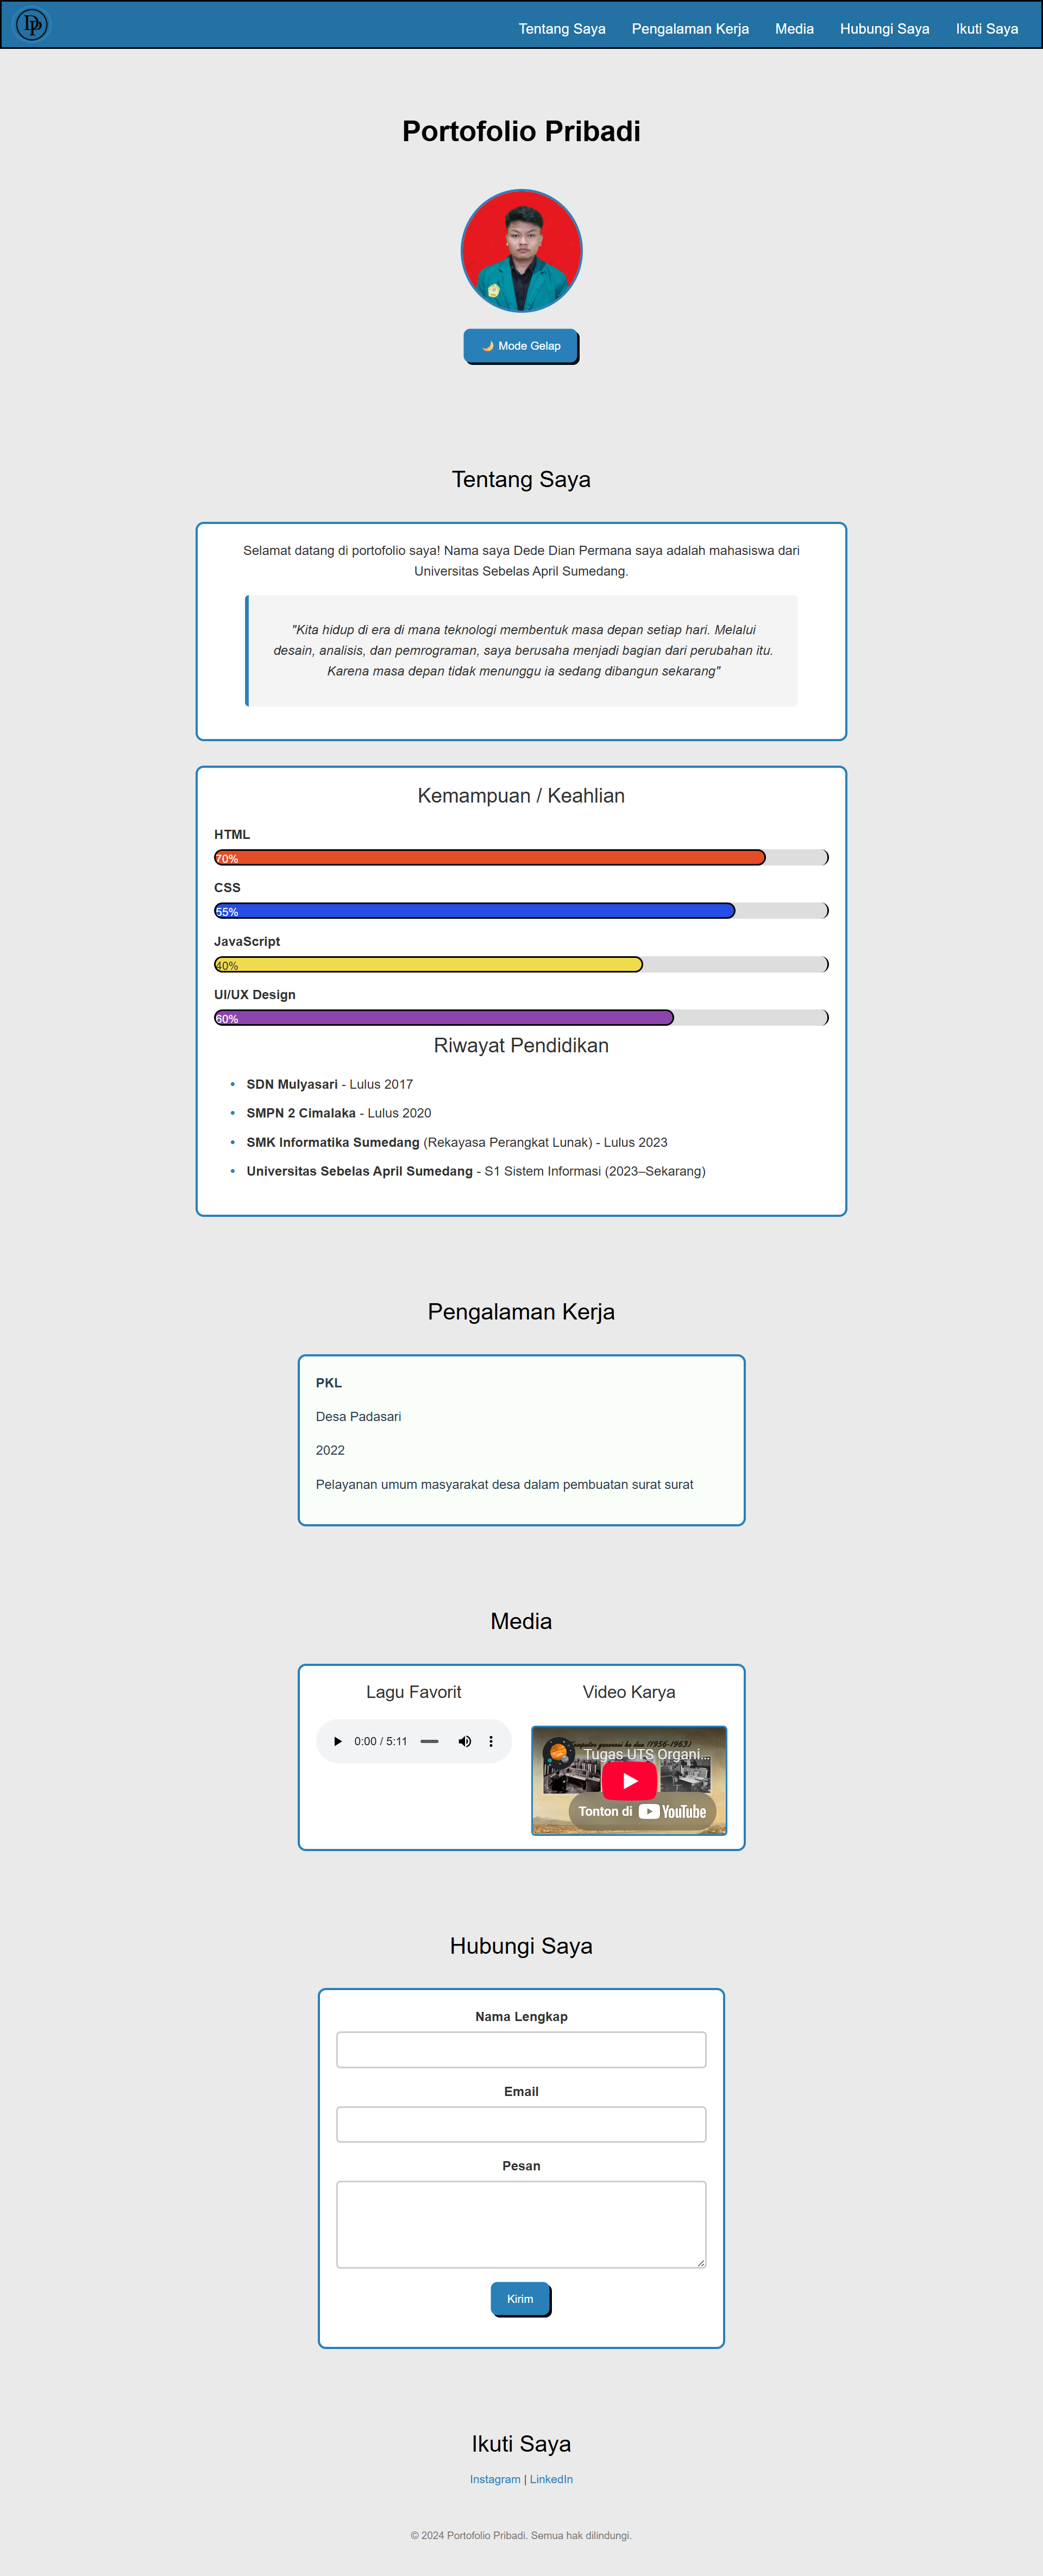 DP
Tentang Saya Pengalaman Kerja Media Hubungi Saya Ikuti Saya
Portofolio Pribadi
🌙 Mode Gelap
Tentang Saya
Selamat datang di portofolio saya! Nama saya Dede Dian Permana saya adalah mahasiswa dari
Universitas Sebelas April Sumedang.
"Kita hidup di era di mana teknologi membentuk masa depan setiap hari. Melalui
desain, analisis, dan pemrograman, saya berusaha menjadi bagian dari perubahan itu.
Karena masa depan tidak menunggu ia sedang dibangun sekarang"
Kemampuan / Keahlian
HTML
70%
CSS
55%
JavaScript
40%
UI/UX Design
60%
Riwayat Pendidikan
• SDN Mulyasari - Lulus 2017
• SMPN 2 Cimalaka - Lulus 2020
• SMK Informatika Sumedang (Rekayasa Perangkat Lunak) - Lulus 2023
• Universitas Sebelas April Sumedang - S1 Sistem Informasi (2023–Sekarang)
Pengalaman Kerja
PKL
Desa Padasari
2022
Pelayanan umum masyarakat desa dalam pembuatan surat surat
Media
Lagu Favorit
0:00 / 5:11
Video Karya
Komputer generasi ke dua (1956-1963)
Tugas UTS Organi...
Tonton di YouTube
Hubungi Saya
Nama Lengkap
Email
Pesan
Kirim
Ikuti Saya
Instagram | LinkedIn
© 2024 Portofolio Pribadi. Semua hak dilindungi.